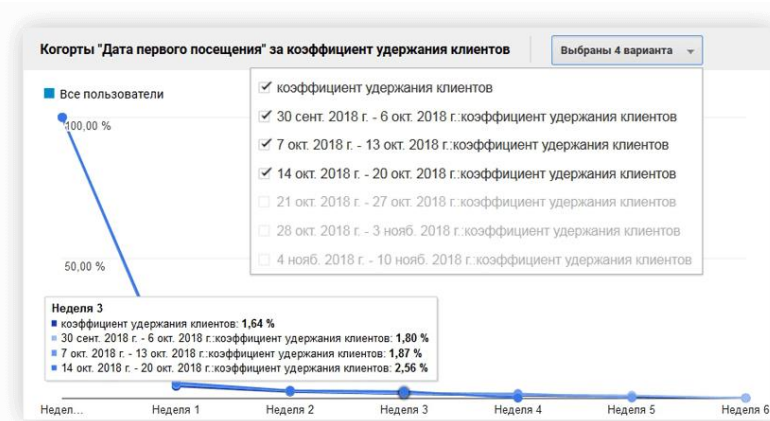 Когорты "Дата первого посещения" за коэффициент удержания клиентов
Выбраны 4 варианта
Все пользователи
коэффициент удержания клиентов
30 сент. 2018 г. - 6 окт. 2018 г.:коэффициент удержания клиентов
7 окт. 2018 г. - 13 окт. 2018 г.:коэффициент удержания клиентов
14 окт. 2018 г. - 20 окт. 2018 г.:коэффициент удержания клиентов
21 окт. 2018 г. - 27 окт. 2018 г.:коэффициент удержания клиентов
28 окт. 2018 г. - 3 нояб. 2018 г.:коэффициент удержания клиентов
4 нояб. 2018 г. - 10 нояб. 2018 г.:коэффициент удержания клиентов
100,00 %
50,00 %
Неделя 3
коэффициент удержания клиентов: 1,64 %
30 сент. 2018 г. - 6 окт. 2018 г.:коэффициент удержания клиентов: 1,80 %
7 окт. 2018 г. - 13 окт. 2018 г.:коэффициент удержания клиентов: 1,87 %
14 окт. 2018 г. - 20 окт. 2018 г.:коэффициент удержания клиентов: 2,56 %
Недел... Неделя 1 Неделя 2 Неделя 3 Неделя 4 Неделя 5 Неделя 6